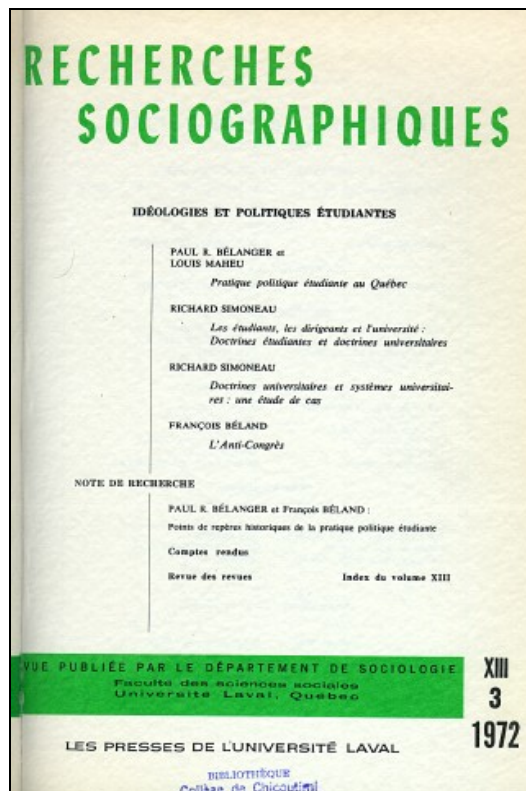 RECHERCHES
SOCIOGRAPHIQUES
IDÉOLOGIES ET POLITIQUES ÉTUDIANTES
PAUL R. BÉLANGER et
LOUIS MAHEU
Pratique politique étudiante au Québec
RICHARD SIMONEAU
Les étudiants, les dirigeants et l'université :
Doctrines étudiantes et doctrines universitaires
RICHARD SIMONEAU
Doctrines universitaires et systèmes universitai-
res : une étude de cas
FRANÇOIS BÉLAND
L'Anti-Congrès
NOTE DE RECHERCHE
PAUL R. BÉLANGER et François BÉLAND :
Points de repères historiques de la pratique politique étudiante
Comptes rendus
Revue des revues Index du volume XIII
VUE PUBLIÉE PAR LE DÉPARTEMENT DE SOCIOLOGIE
Faculté des sciences sociales
Université Laval, Québec
XIII
3
1972
LES PRESSES DE L'UNIVERSITÉ LAVAL
BIBLIOTHÈQUE
Collège de Chicoutimi